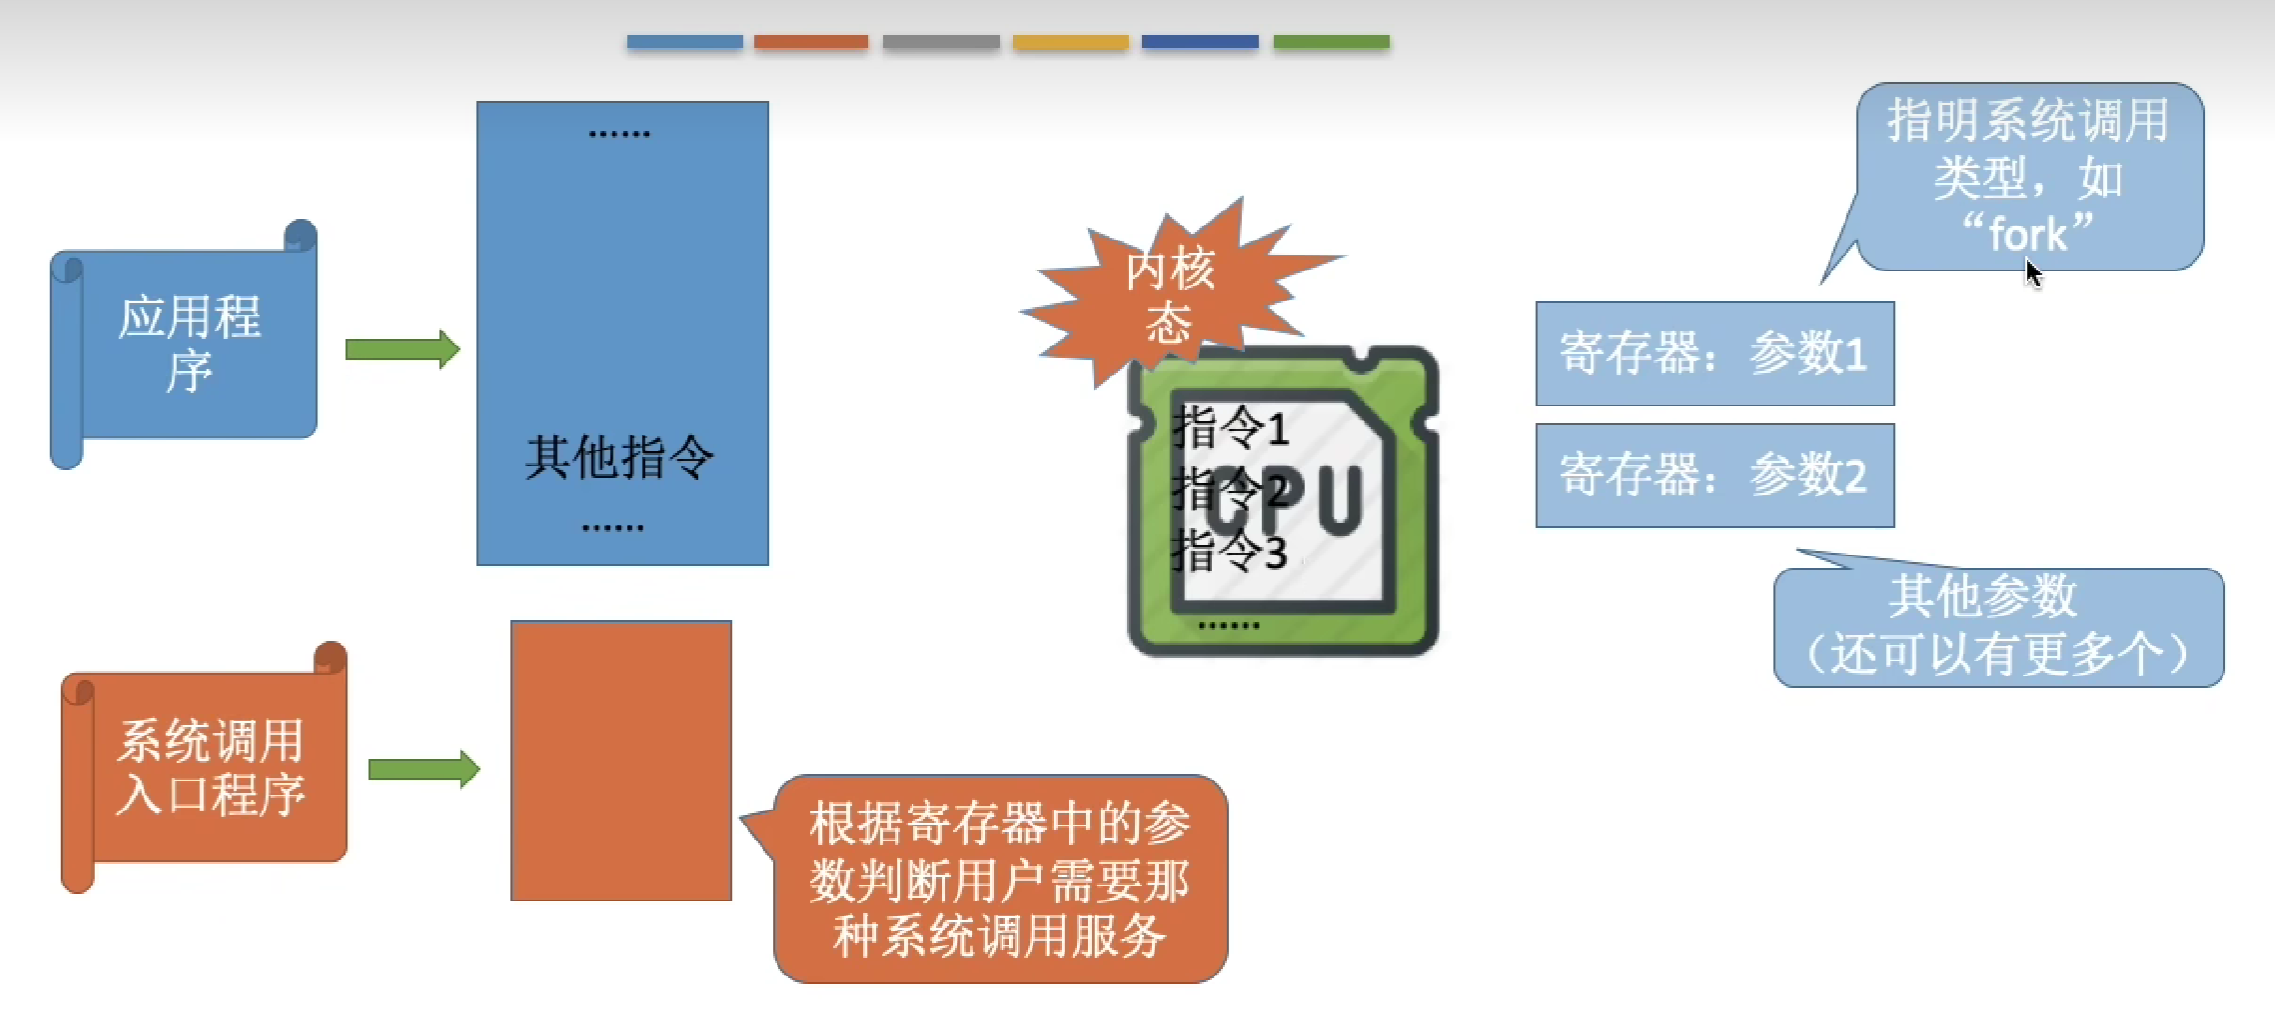 ……
应用程
序
其他指令
……
内核
态
指令1
指令2
指令3
CPU
……
指明系统调用
类型，如
“fork”
寄存器：参数1
寄存器：参数2
其他参数
（还可以有更多个）
系统调用
入口程序
根据寄存器中的参
数判断用户需要那
种系统调用服务